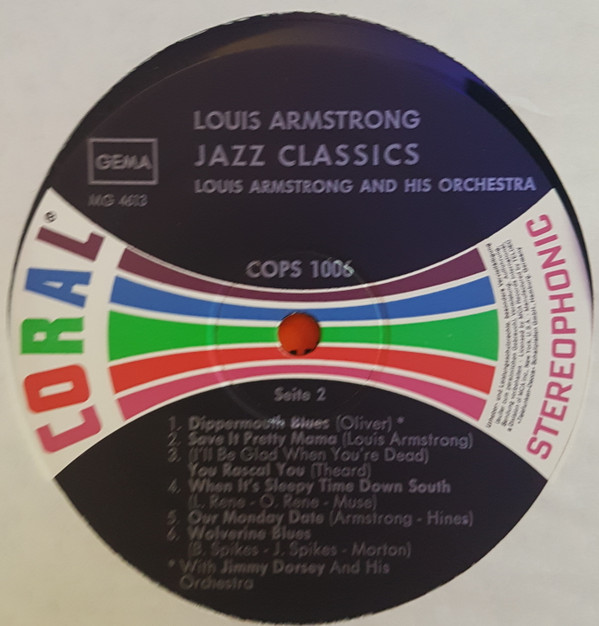 LOUIS ARMSTRONG
JAZZ CLASSICS
LOUIS ARMSTRONG AND HIS ORCHESTRA
GEMA
MG 4613
CORAL®
COPS 1006
STEREOPHONIC
Seite 2
1. Dippermouth Blues (Oliver) *
2. Save It Pretty Mama (Louis Armstrong)
3. (I'll Be Glad When You're Dead)
You Rascal You (Theard)
4. When It's Sleepy Time Down South
(L. Rene - O. Rene - Muse)
5. Our Monday Date (Armstrong - Hines)
6. Wolverine Blues
(B. Spikes - J. Spikes - Morton)
* With Jimmy Dorsey And His
Orchestra